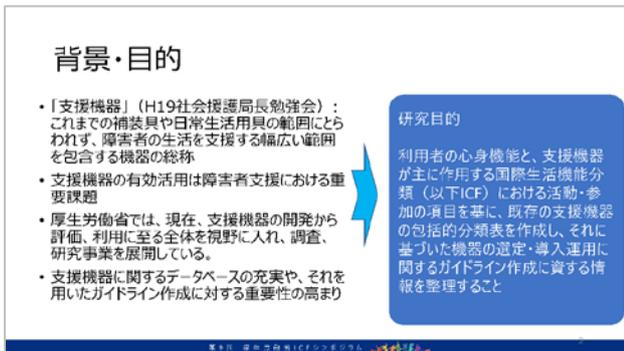 背景・目的
・「支援機器」（H19社会援護局長勉強会）：
これまでの補装具や日常生活用具の範囲にとら
われず、障害者の生活を支援する幅広い範囲
を包含する機器の総称
・支援機器の有効活用は障害者支援における重
要課題
・厚生労働省では、現在、支援機器の開発から
評価、利用に至る全体を視野に入れ、調査、
研究事業を展開している。
・支援機器に関するデータベースの充実や、それを
用いたガイドライン作成に対する重要性の高まり
研究目的
利用者の心身機能と、支援機器
が主に作用する国際生活機能分
類（以下ICF）における活動・参
加の項目を基に、既存の支援機器
の包括的分類表を作成し、それに
基づいた機器の選定・導入運用に
関するガイドライン作成に資する情
報を整理すること
厚生労働省ICFシンポジウム